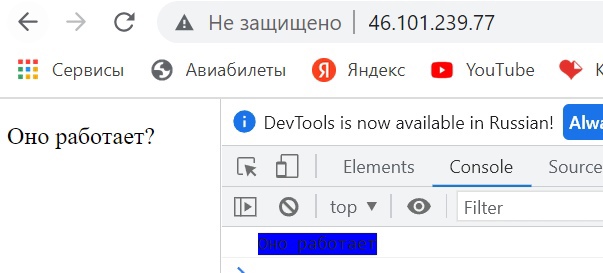 Не защищено 46.101.239.77
Сервисы Авиабилеты Яндекс YouTube К
Оно работает?
DevTools is now available in Russian! Alwa
Elements Console Source
top Filter
Оно работает